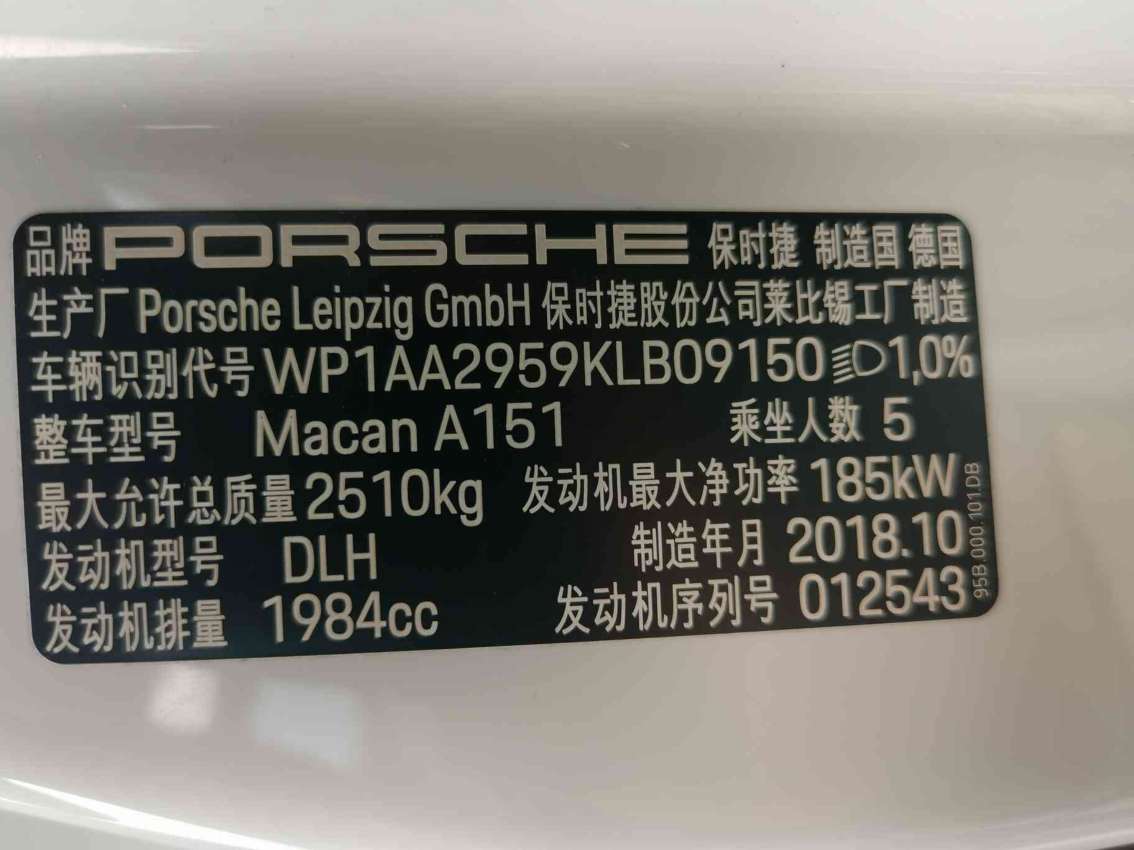 品牌 PORSCHE 保时捷 制造国 德国
生产厂 Porsche Leipzig GmbH 保时捷股份公司莱比锡工厂制造
车辆识别代号 WP1AA2959KLB09150 1,0%
整车型号 Macan A151 乘坐人数 5
最大允许总质量 2510kg 发动机最大净功率 185kW
发动机型号 DLH 制造年月 2018.10
发动机排量 1984cc 发动机序列号 012543
95B.000.101.DB